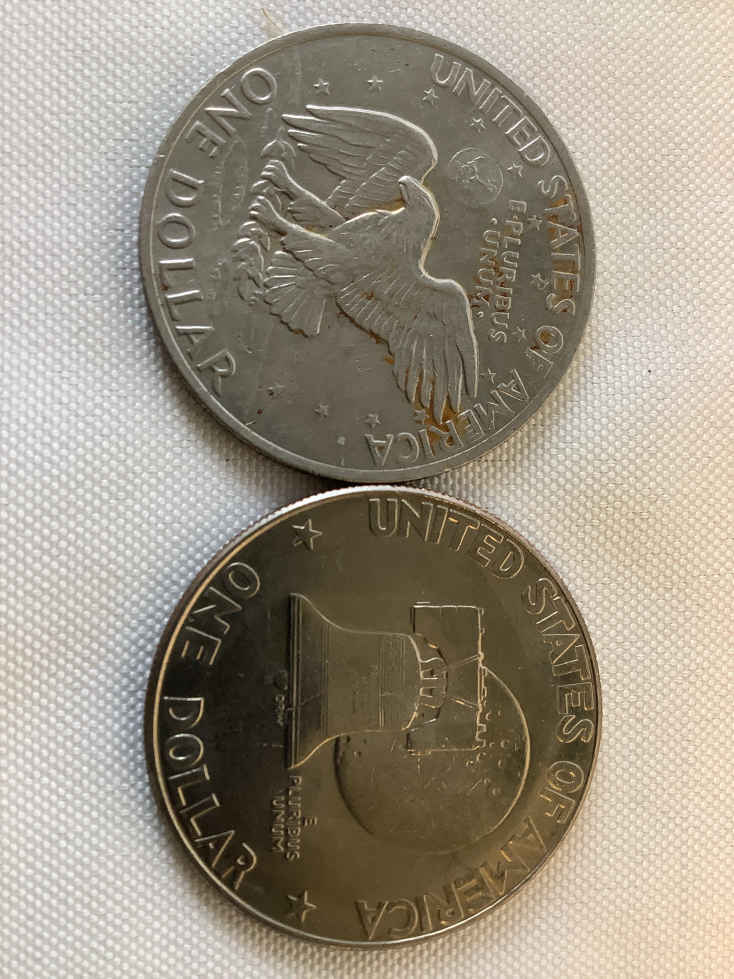 UNITED STATES OF AMERICA
E·PLURIBUS
·UNUM·
ONE DOLLAR
UNITED STATES OF AMERICA
E
PLURIBUS
UNUM
ONE DOLLAR